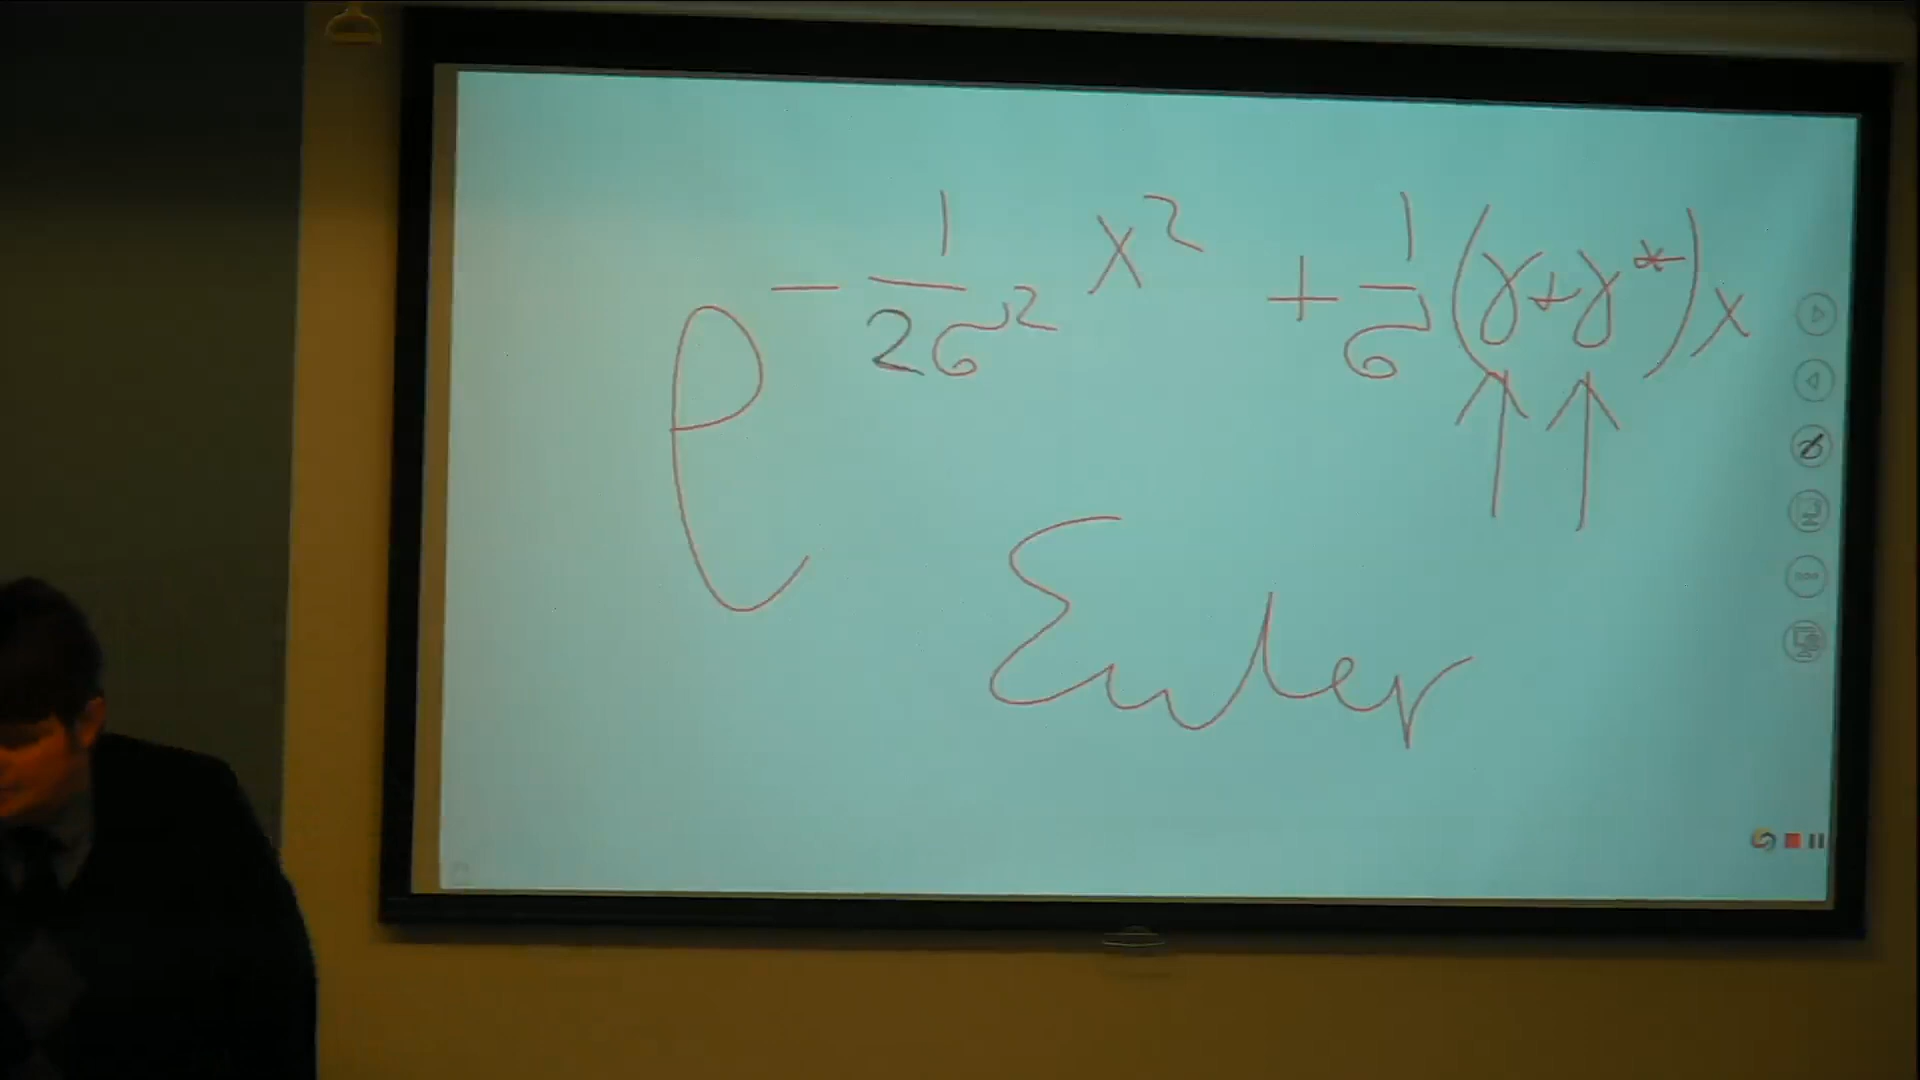 e^{-\frac{1}{2σ^2} x^2 + \frac{1}{σ}(γ+γ^*)x}
↑ ↑
Euler